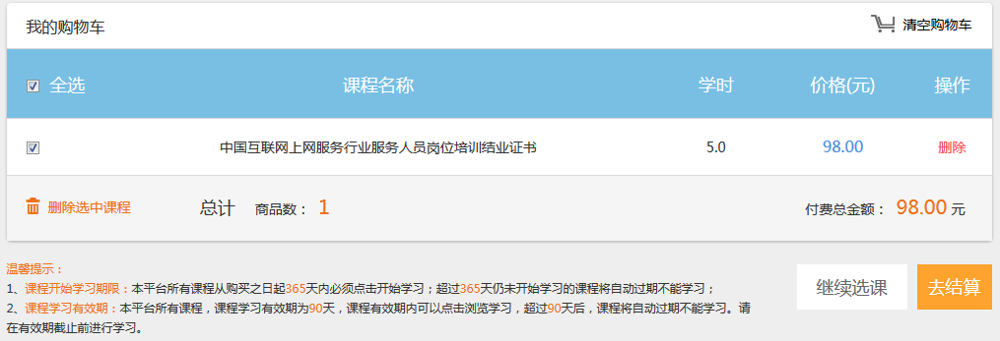 我的购物车 清空购物车
全选 课程名称 学时 价格(元) 操作
中国互联网上网服务行业服务人员岗位培训结业证书 5.0 98.00 删除
删除选中课程 总计 商品数： 1 付费总金额： 98.00 元
温馨提示：
1、课程开始学习期限：本平台所有课程从购买之日起365天内必须点击开始学习；超过365天仍未开始学习的课程将自动过期不能学习；
2、课程学习有效期：本平台所有课程，课程学习有效期为90天，课程有效期内可以点击浏览学习，超过90天后，课程将自动过期不能学习。请
在有效期截止前进行学习。
继续选课 去结算